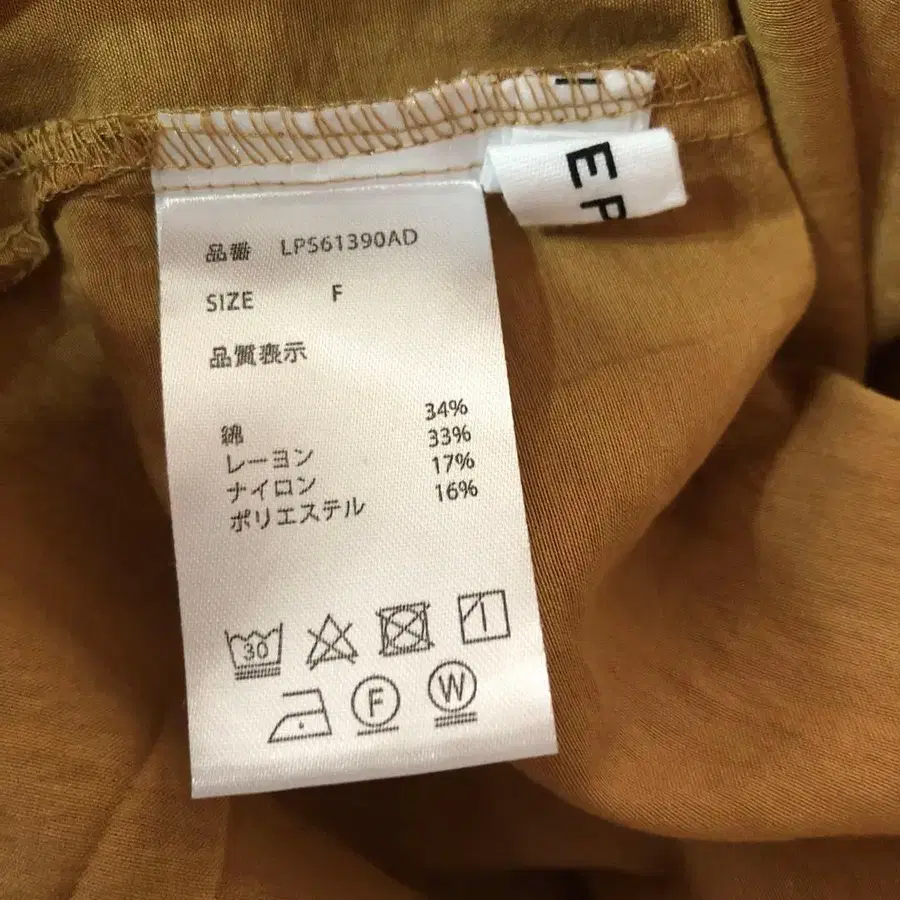 品番 LP561390AD
SIZE F
品質表示
綿 34%
レーヨン 33%
ナイロン 17%
ポリエステル 16%
30
F
W
EP